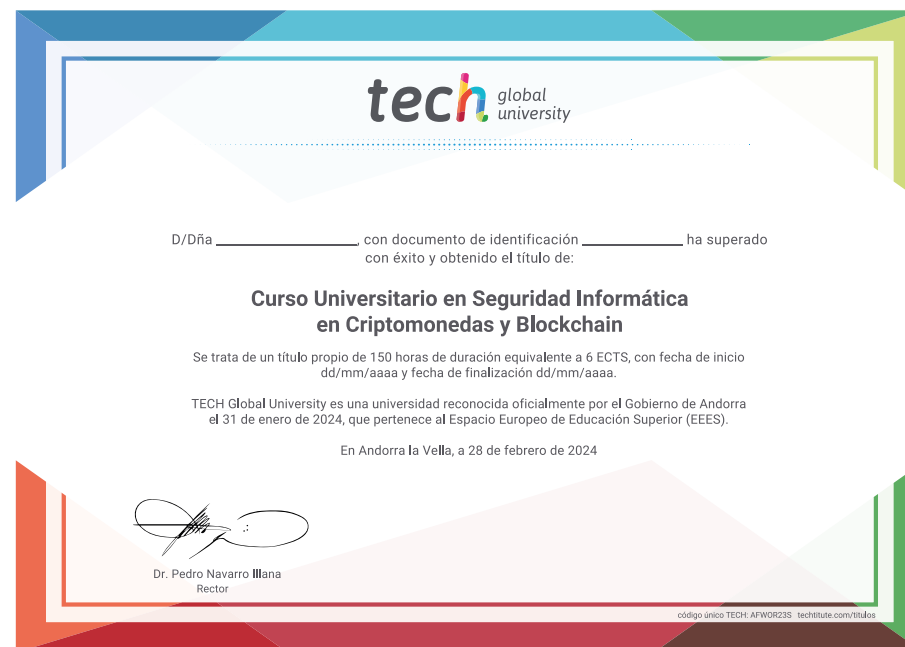 tech global university
D/Dña ____________________, con documento de identificación ______________ ha superado
con éxito y obtenido el título de:
Curso Universitario en Seguridad Informática
en Criptomonedas y Blockchain
Se trata de un título propio de 150 horas de duración equivalente a 6 ECTS, con fecha de inicio
dd/mm/aaaa y fecha de finalización dd/mm/aaaa.
TECH Global University es una universidad reconocida oficialmente por el Gobierno de Andorra
el 31 de enero de 2024, que pertenece al Espacio Europeo de Educación Superior (EEES).
En Andorra la Vella, a 28 de febrero de 2024
Dr. Pedro Navarro Illana
Rector
código único TECH: AFWOR23S techtitute.com/titulos